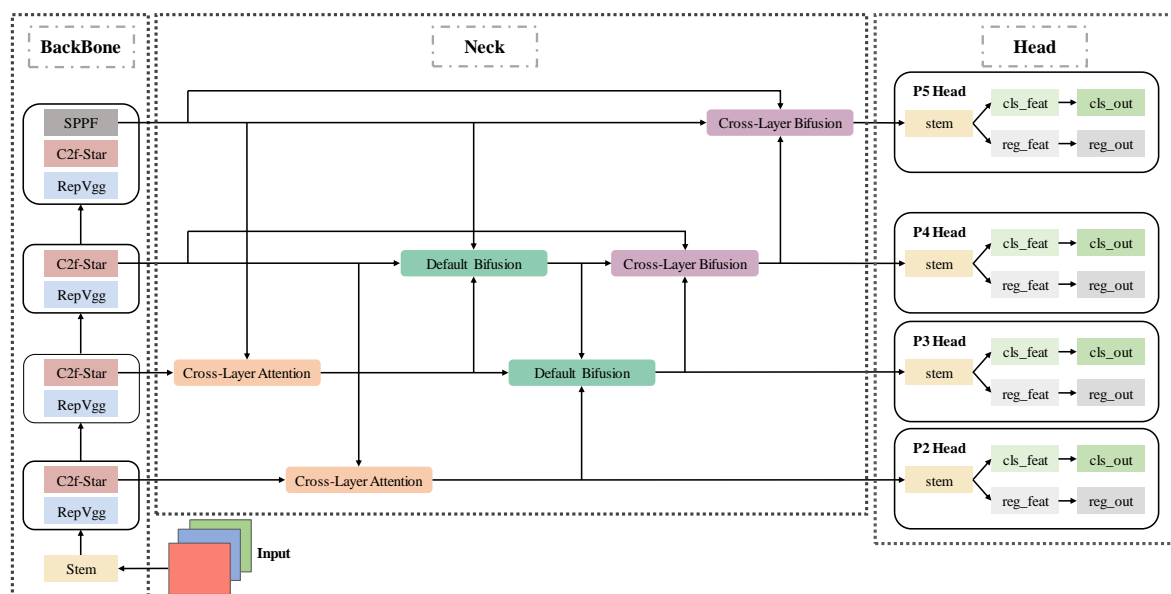 BackBone
SPPF
C2f-Star
RepVgg
C2f-Star
RepVgg
C2f-Star
RepVgg
C2f-Star
RepVgg
Stem
Input
Neck
Cross-Layer Bifusion
Default Bifusion
Cross-Layer Bifusion
Cross-Layer Attention
Default Bifusion
Cross-Layer Attention
Head
P5 Head
stem
cls_feat
cls_out
reg_feat
reg_out
P4 Head
stem
cls_feat
cls_out
reg_feat
reg_out
P3 Head
stem
cls_feat
cls_out
reg_feat
reg_out
P2 Head
stem
cls_feat
cls_out
reg_feat
reg_out